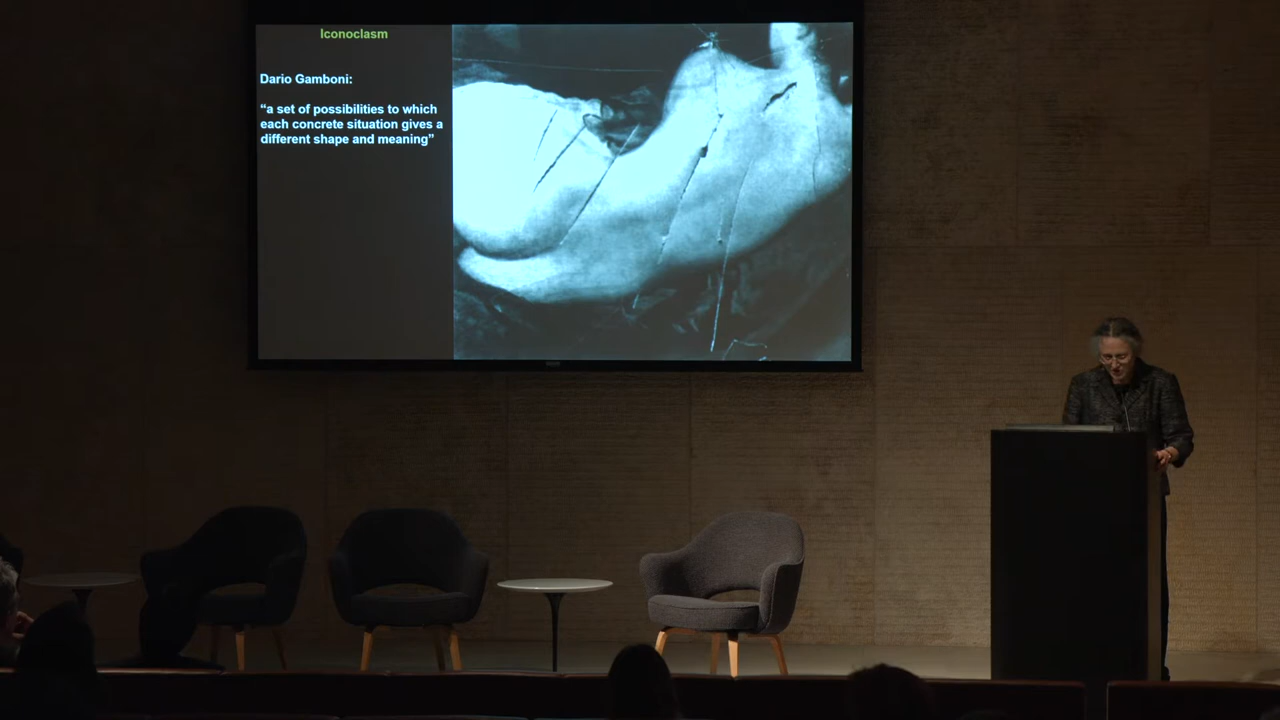 Iconoclasm
Dario Gamboni:
“a set of possibilities to which
each concrete situation gives a
different shape and meaning”